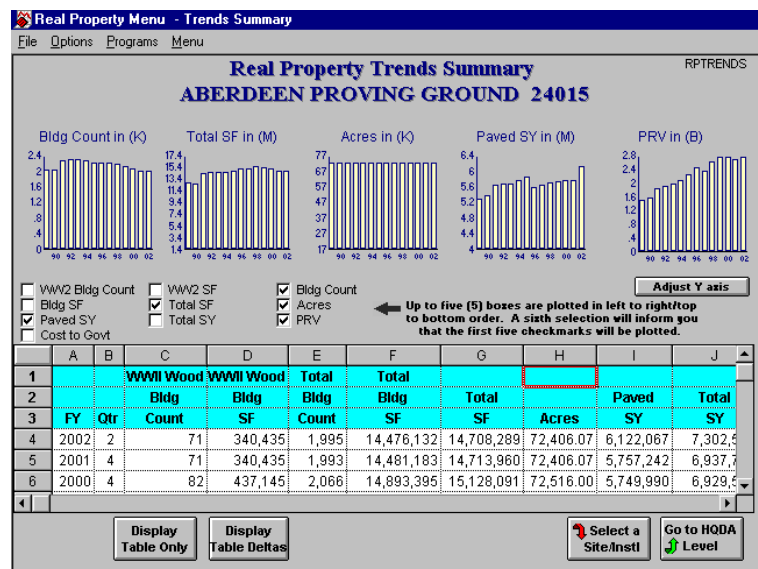 Real Property Menu - Trends Summary
File Options Programs Menu
Real Property Trends Summary
RPTRENDS
ABERDEEN PROVING GROUND 24015
Bldg Count in (K) Total SF in (M) Acres in (K) Paved SY in (M) PRV in (B)
2.4 17.4 77 6.4 2.8
2 15.4 67 6 2.4
1.6 13.4 57 5.6 2
1.2 11.4 47 5.2 1.6
.8 9.4 37 4.8 1.2
.4 7.4 27 4.4 .8
0 5.4 17 4 .4
3.4 0
1.4
90 92 94 96 98 00 02 90 92 94 96 98 00 02 90 92 94 96 98 00 02 90 92 94 96 98 00 02 90 92 94 96 98 00 02
Adjust Y axis
WW2 Bldg Count WW2 SF Bldg Count
Bldg SF Total SF Acres
Paved SY Total SY PRV
Cost to Govt
Up to five (5) boxes are plotted in left to right/top
to bottom order. A sixth selection will inform you
that the first five checkmarks will be plotted.
A B C D E F G H I J
1 WWII Wood WWII Wood Total Total
2 Bldg Bldg Bldg Bldg Total Paved Total
3 FY Qtr Count SF Count SF SF Acres SY SY
4 2002 2 71 340,435 1,995 14,476,132 14,708,289 72,406.07 6,122,067 7,302,5
5 2001 4 71 340,435 1,993 14,481,183 14,713,960 72,406.07 5,757,242 6,937,7
6 2000 4 82 437,145 2,066 14,893,395 15,128,091 72,516.00 5,749,990 6,929,5
Display Table Only
Display Table Deltas
Select a Site/Instl
Go to HQDA Level